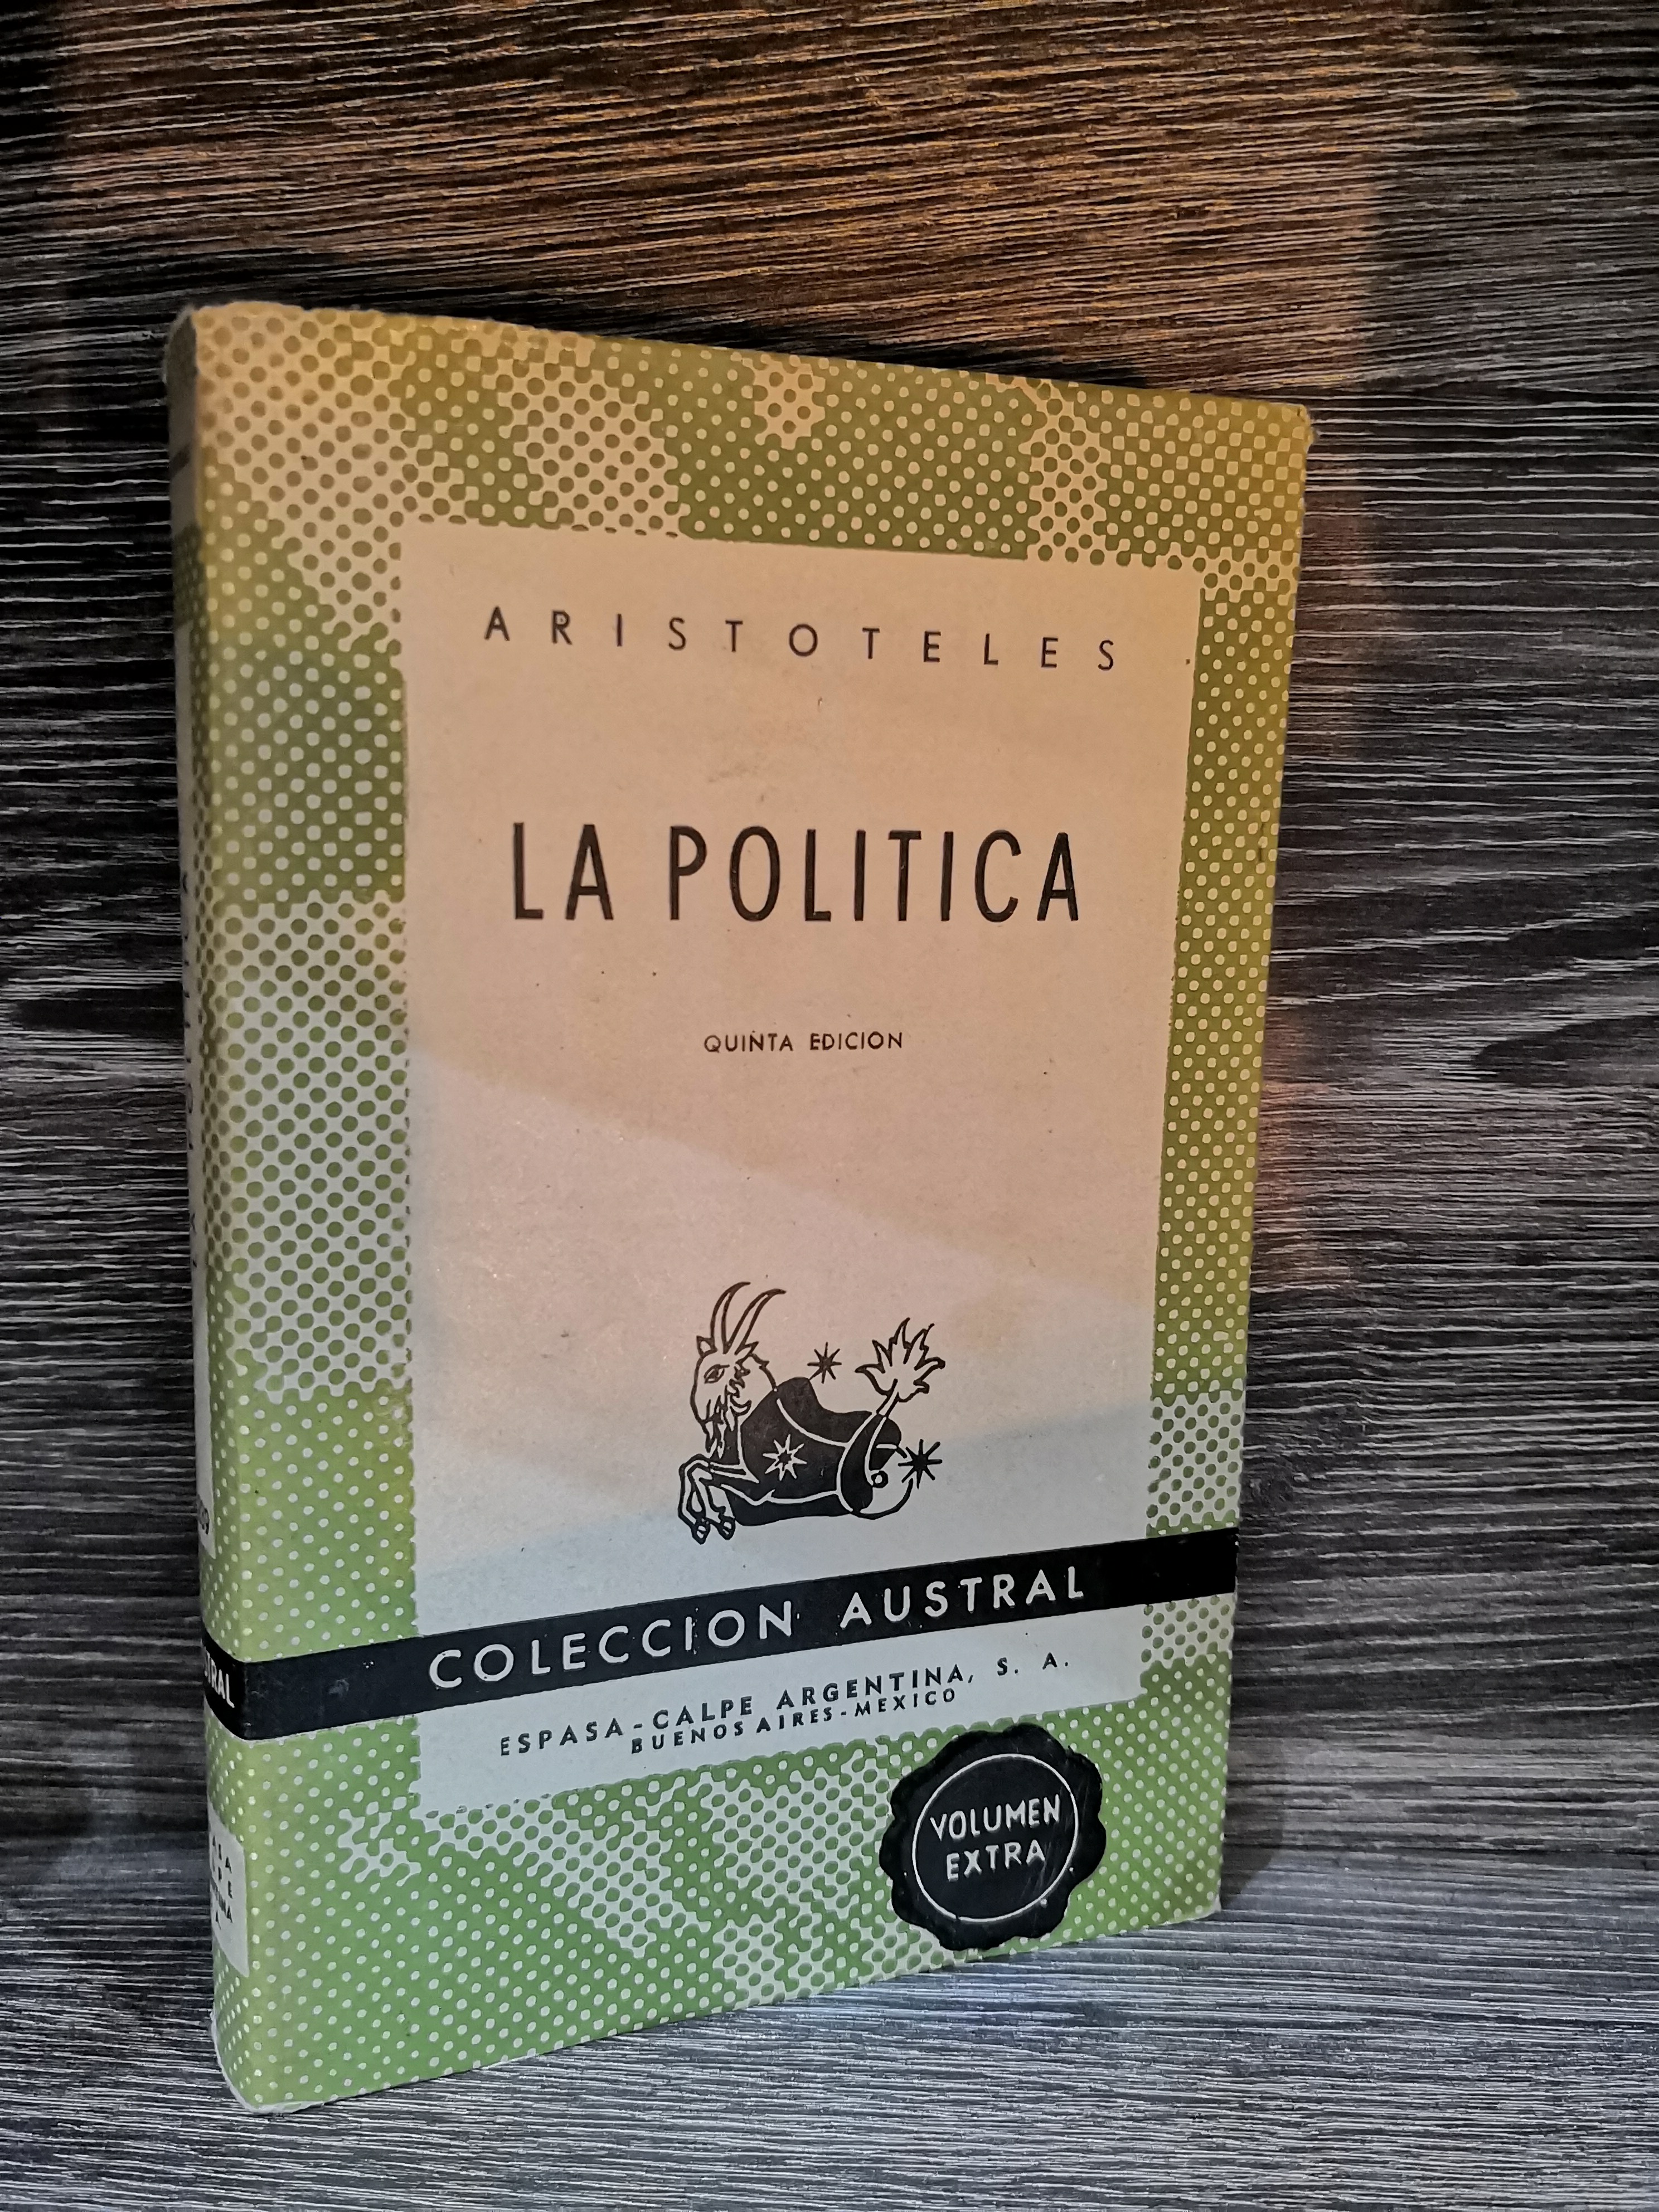 ARISTOTELES
LA POLITICA
QUINTA EDICION
COLECCION AUSTRAL
ESPASA-CALPE ARGENTINA, S. A.
BUENOS AIRES-MEXICO
VOLUMEN
EXTRA